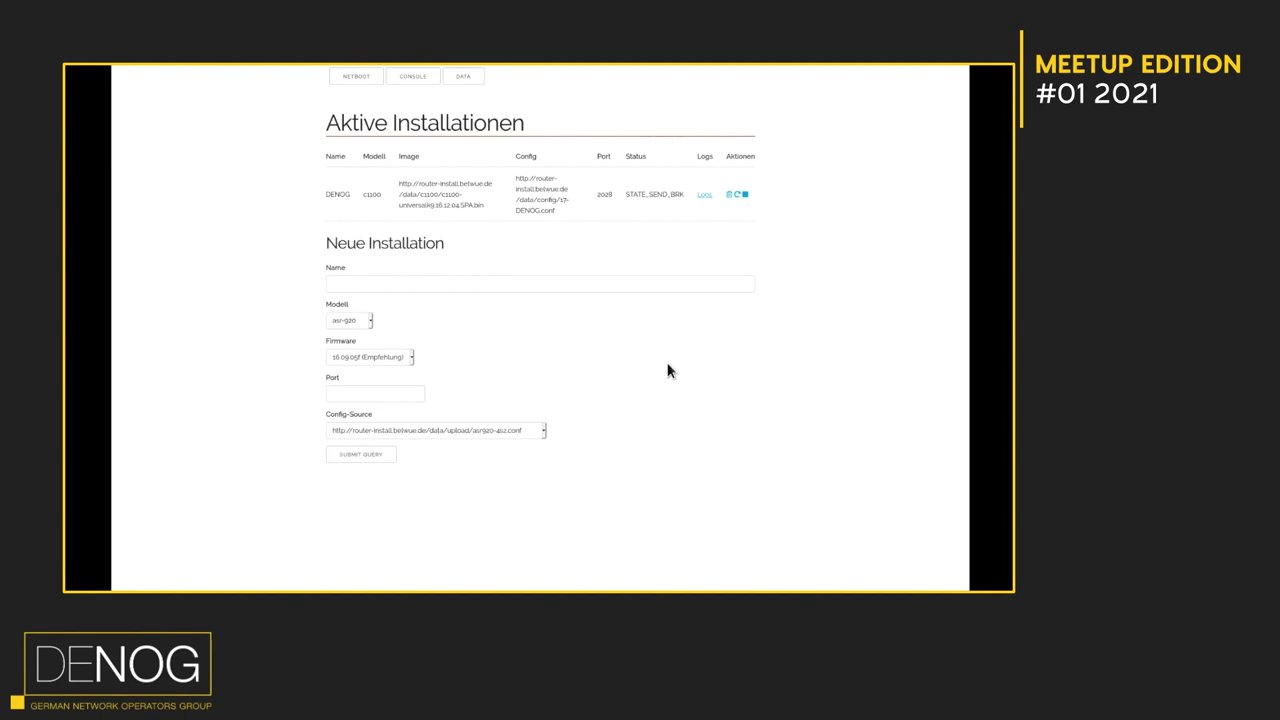 MEETUP EDITION
#01 2021
NETBOOT CONSOLE DATA
Aktive Installationen
Name Modell Image Config Port Status Logs Aktionen
DENOG c1100 http://router-install.belwue.de http://router- 2028 STATE_SEND_BRK Logs
/data/c1100/c1100- install.belwue.de
universalk9.16.12.04.SPA.bin /data/config/17-
DENOG.conf
Neue Installation
Name
Modell
asr-920
Firmware
16.09.05f (Empfehlung)
Port
Config-Source
http://router-install.belwue.de/data/upload/asr920-4sz.conf
SUBMIT QUERY
DENOG
GERMAN NETWORK OPERATORS GROUP